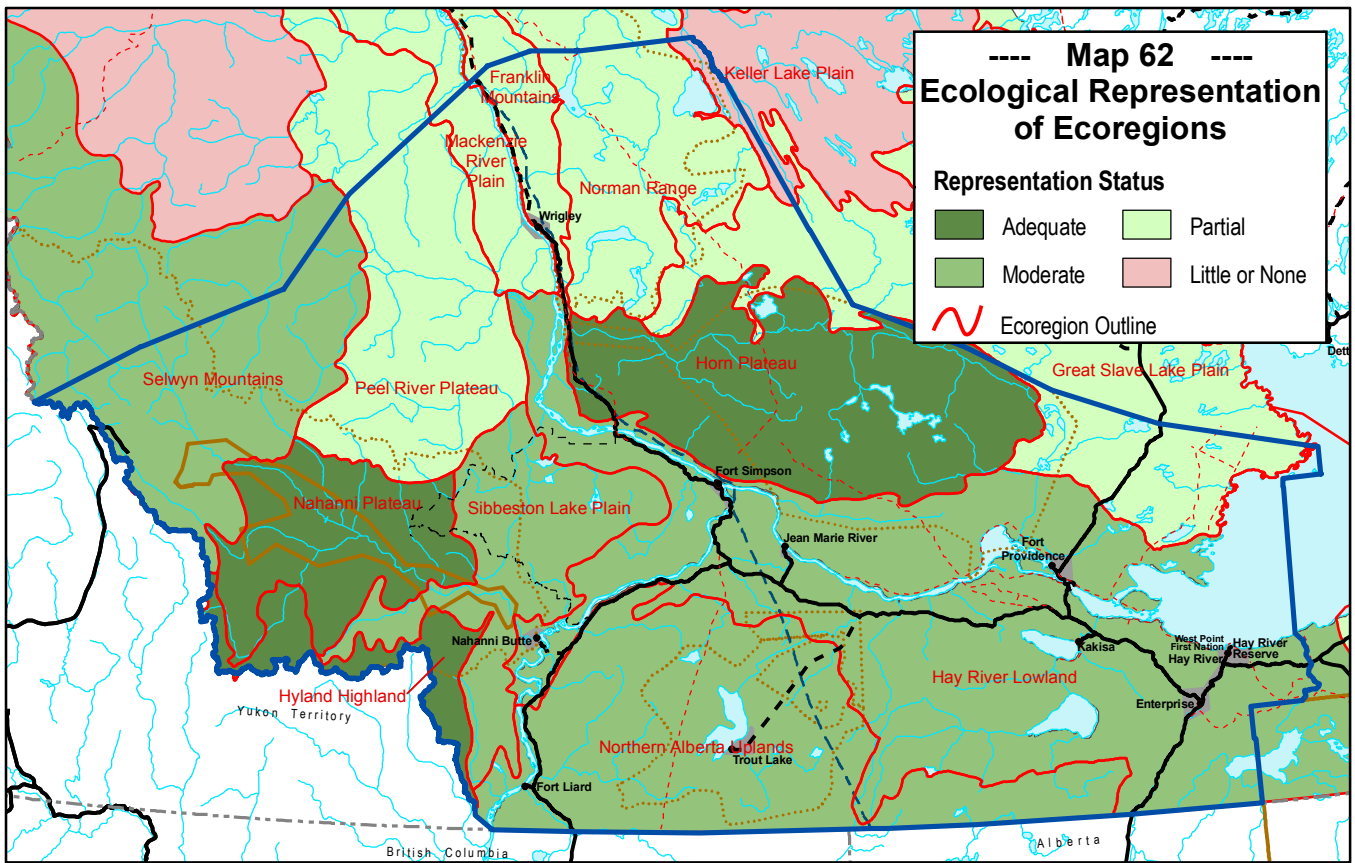 ---- Map 62 ----
Ecological Representation
of Ecoregions
Representation Status
Adequate
Partial
Moderate
Little or None
Ecoregion Outline
Franklin
Mountains
Keller Lake Plain
Mackenzie
River
Plain
Norman Range
Wrigley
Dett
Horn Plateau
Great Slave Lake Plain
Selwyn Mountains
Peel River Plateau
Fort Simpson
Nahanni Plateau
Sibbeston Lake Plain
Jean Marie River
Fort
Providence
Nahanni Butte
Kakisa
West Point
First Nation
Hay River
Reserve
Hay River
Hyland Highland
Hay River Lowland
Enterprise
Yukon Territory
Northern Alberta Uplands
Trout Lake
Fort Liard
British Columbia
Alberta